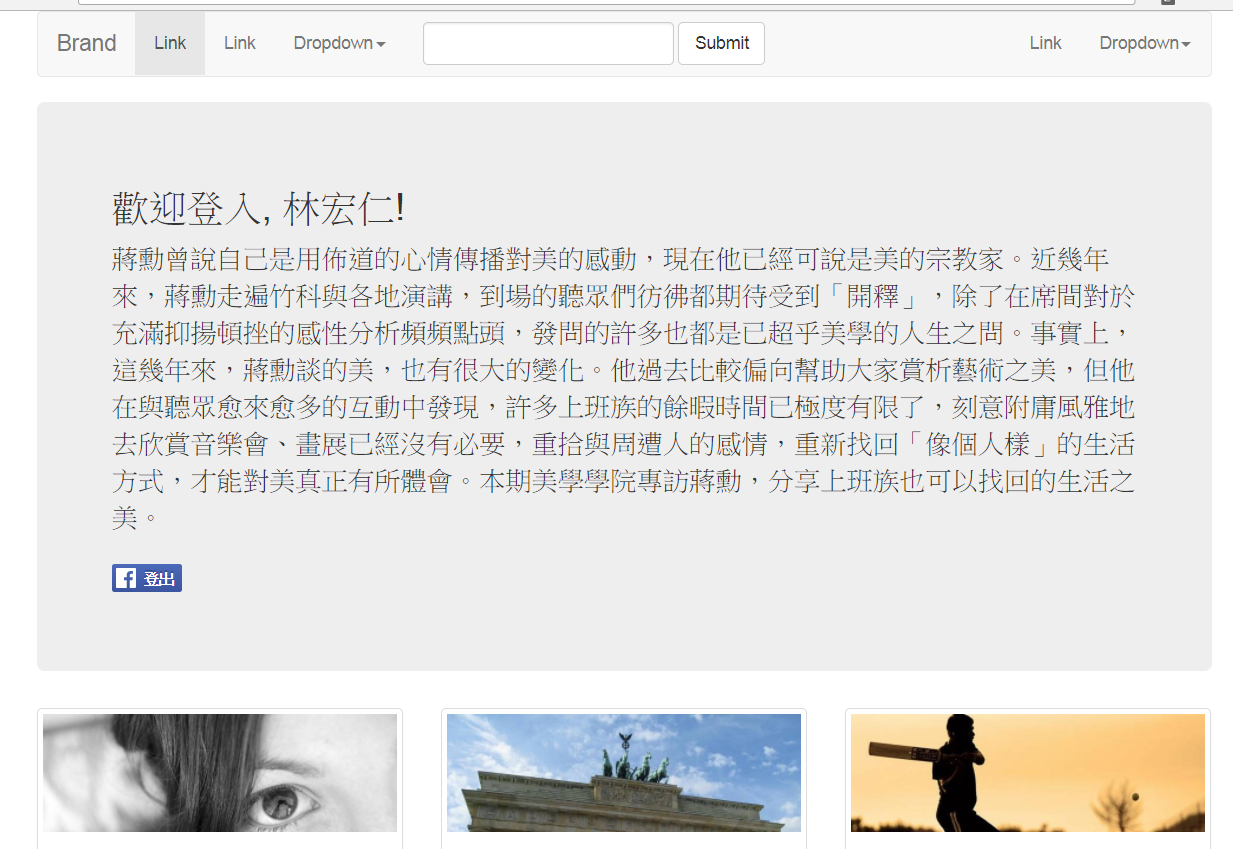 Brand Link Link Dropdown Submit Link Dropdown
歡迎登入, 林宏仁!
蔣勳曾說自己是用佈道的心情傳播對美的感動，現在他已經可說是美的宗教家。近幾年
來，蔣勳走遍竹科與各地演講，到場的聽眾們彷彿都期待受到「開釋」，除了在席間對於
充滿抑揚頓挫的感性分析頻頻點頭，發問的許多也都是已超乎美學的人生之問。事實上，
這幾年來，蔣勳談的美，也有很大的變化。他過去比較偏向幫助大家賞析藝術之美，但他
在與聽眾愈來愈多的互動中發現，許多上班族的餘暇時間已極度有限了，刻意附庸風雅地
去欣賞音樂會、畫展已經沒有必要，重拾與周遭人的感情，重新找回「像個人樣」的生活
方式，才能對美真正有所體會。本期美學學院專訪蔣勳，分享上班族也可以找回的生活之
美。
登出